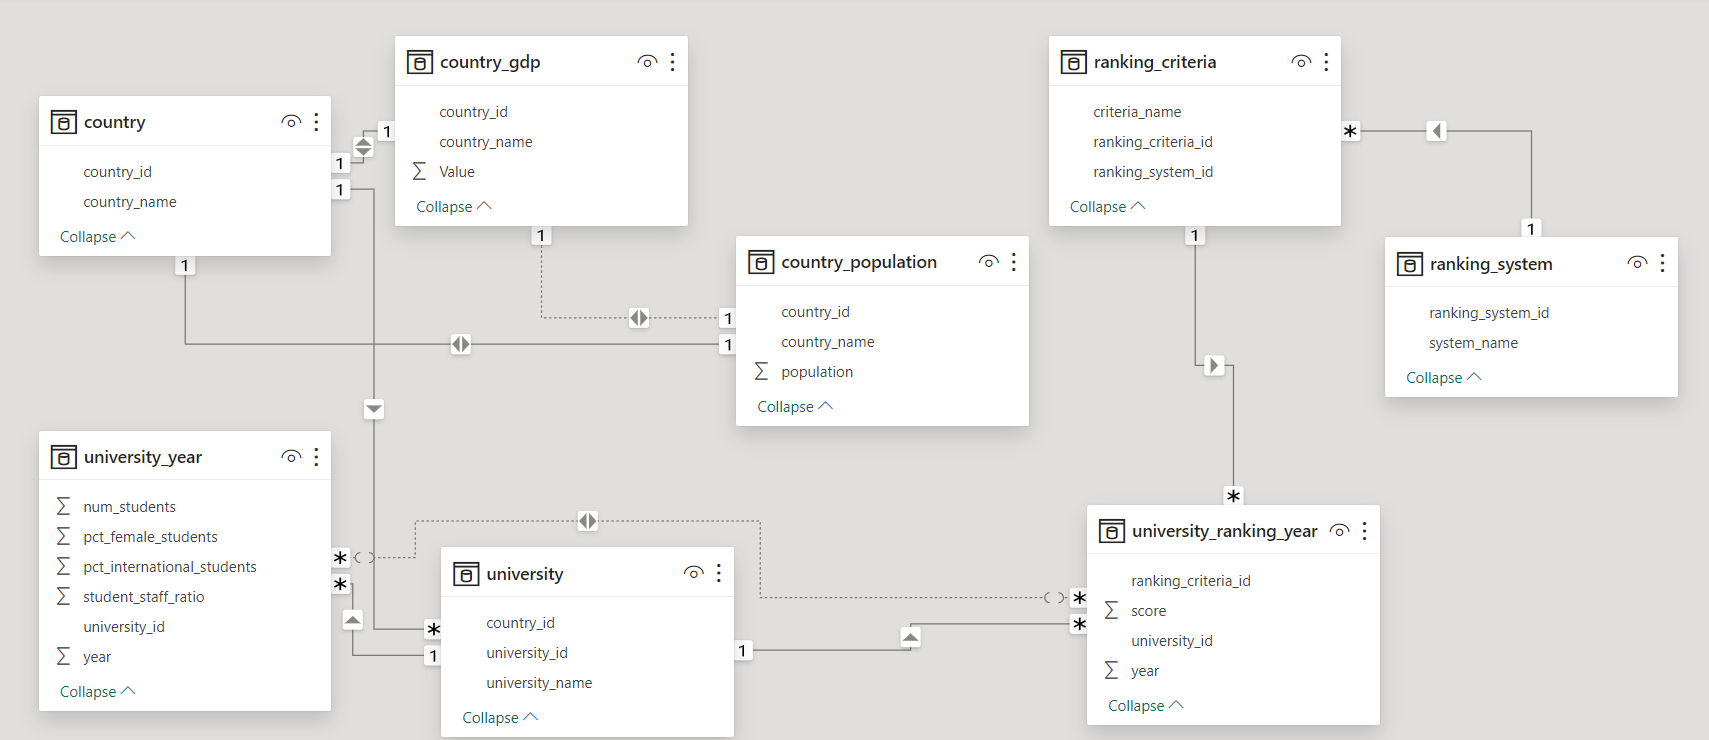 country
country_id
country_name
Collapse
country_gdp
country_id
country_name
Σ Value
Collapse
country_population
country_id
country_name
Σ population
Collapse
ranking_criteria
criteria_name
ranking_criteria_id
ranking_system_id
Collapse
ranking_system
ranking_system_id
system_name
Collapse
university_year
Σ num_students
Σ pct_female_students
Σ pct_international_students
Σ student_staff_ratio
university_id
Σ year
Collapse
university
country_id
university_id
university_name
Collapse
university_ranking_year
ranking_criteria_id
Σ score
university_id
Σ year
Collapse
1
1
1
1
1
1
1
*
1
1
*
*
*
*
1
1
*
*